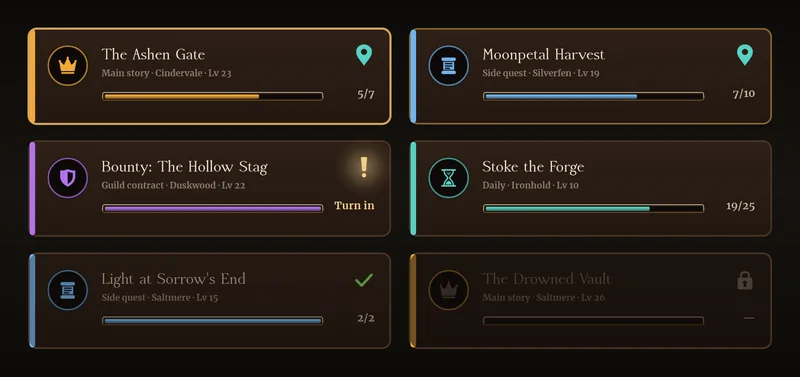 The Ashen Gate
Main story · Cindervale · Lv 23
5/7
Moonpetal Harvest
Side quest · Silverfen · Lv 19
7/10
Bounty: The Hollow Stag
Guild contract · Duskwood · Lv 22
!
Turn in
Stoke the Forge
Daily · Ironhold · Lv 10
19/25
Light at Sorrow's End
Side quest · Saltmere · Lv 15
2/2
The Drowned Vault
Main story · Saltmere · Lv 26
—